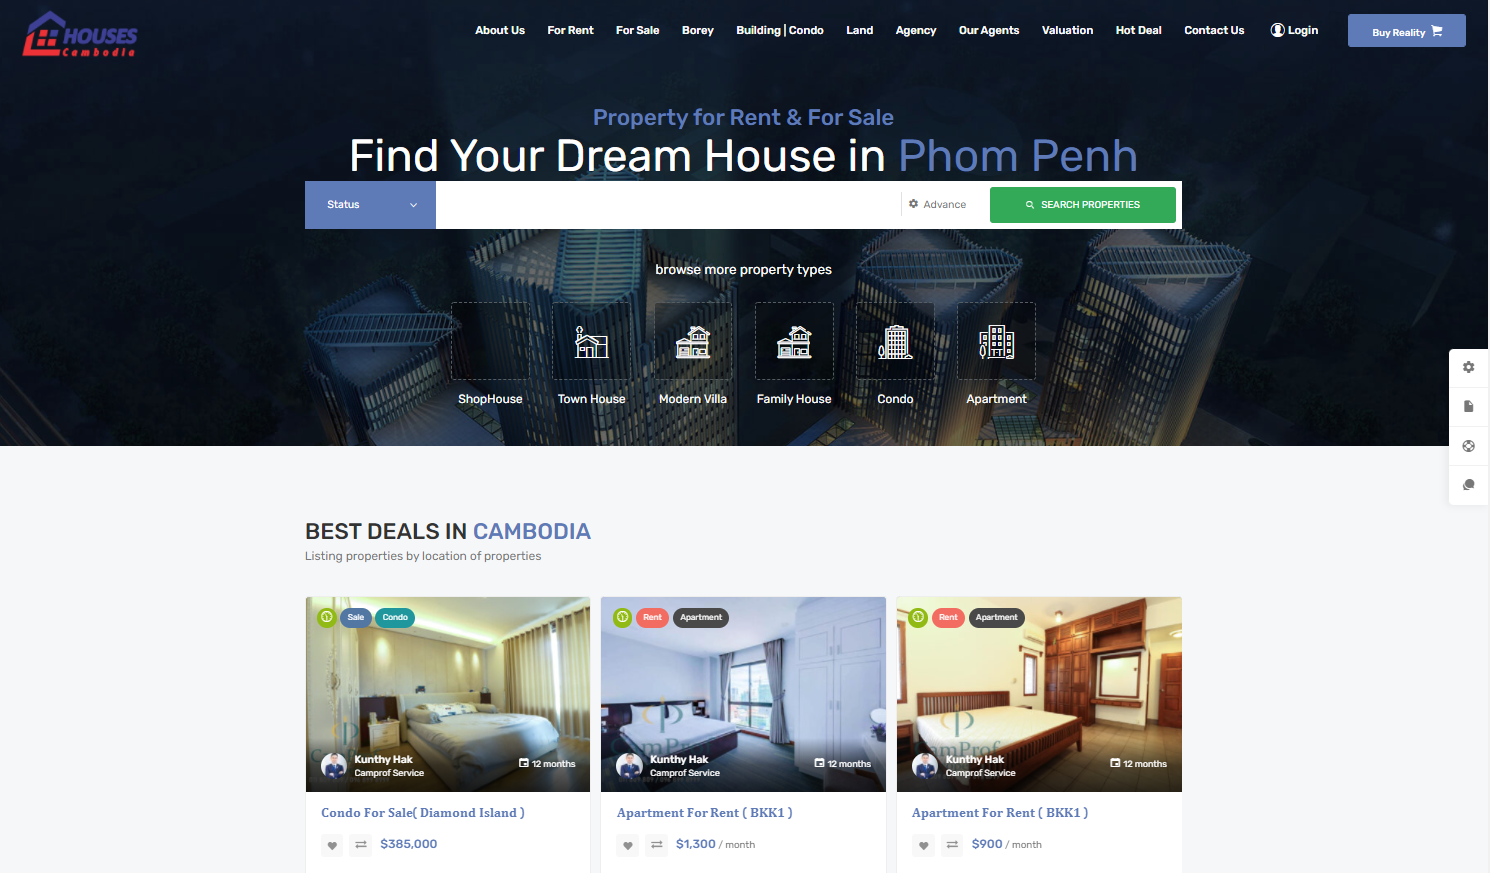 HOUSES
Cambodia
About Us For Rent For Sale Borey Building | Condo Land Agency Our Agents Valuation Hot Deal Contact Us Login Buy Reality
Property for Rent & For Sale
Find Your Dream House in Phom Penh
Status Advance SEARCH PROPERTIES
browse more property types
ShopHouse Town House Modern Villa Family House Condo Apartment
BEST DEALS IN CAMBODIA
Listing properties by location of properties
Sale Condo
Kunthy Hak
Camprof Service
12 months
Condo For Sale( Diamond Island )
$385,000
Rent Apartment
Kunthy Hak
Camprof Service
12 months
Apartment For Rent ( BKK1 )
$1,300 / month
Rent Apartment
Kunthy Hak
Camprof Service
12 months
Apartment For Rent ( BKK1 )
$900 / month